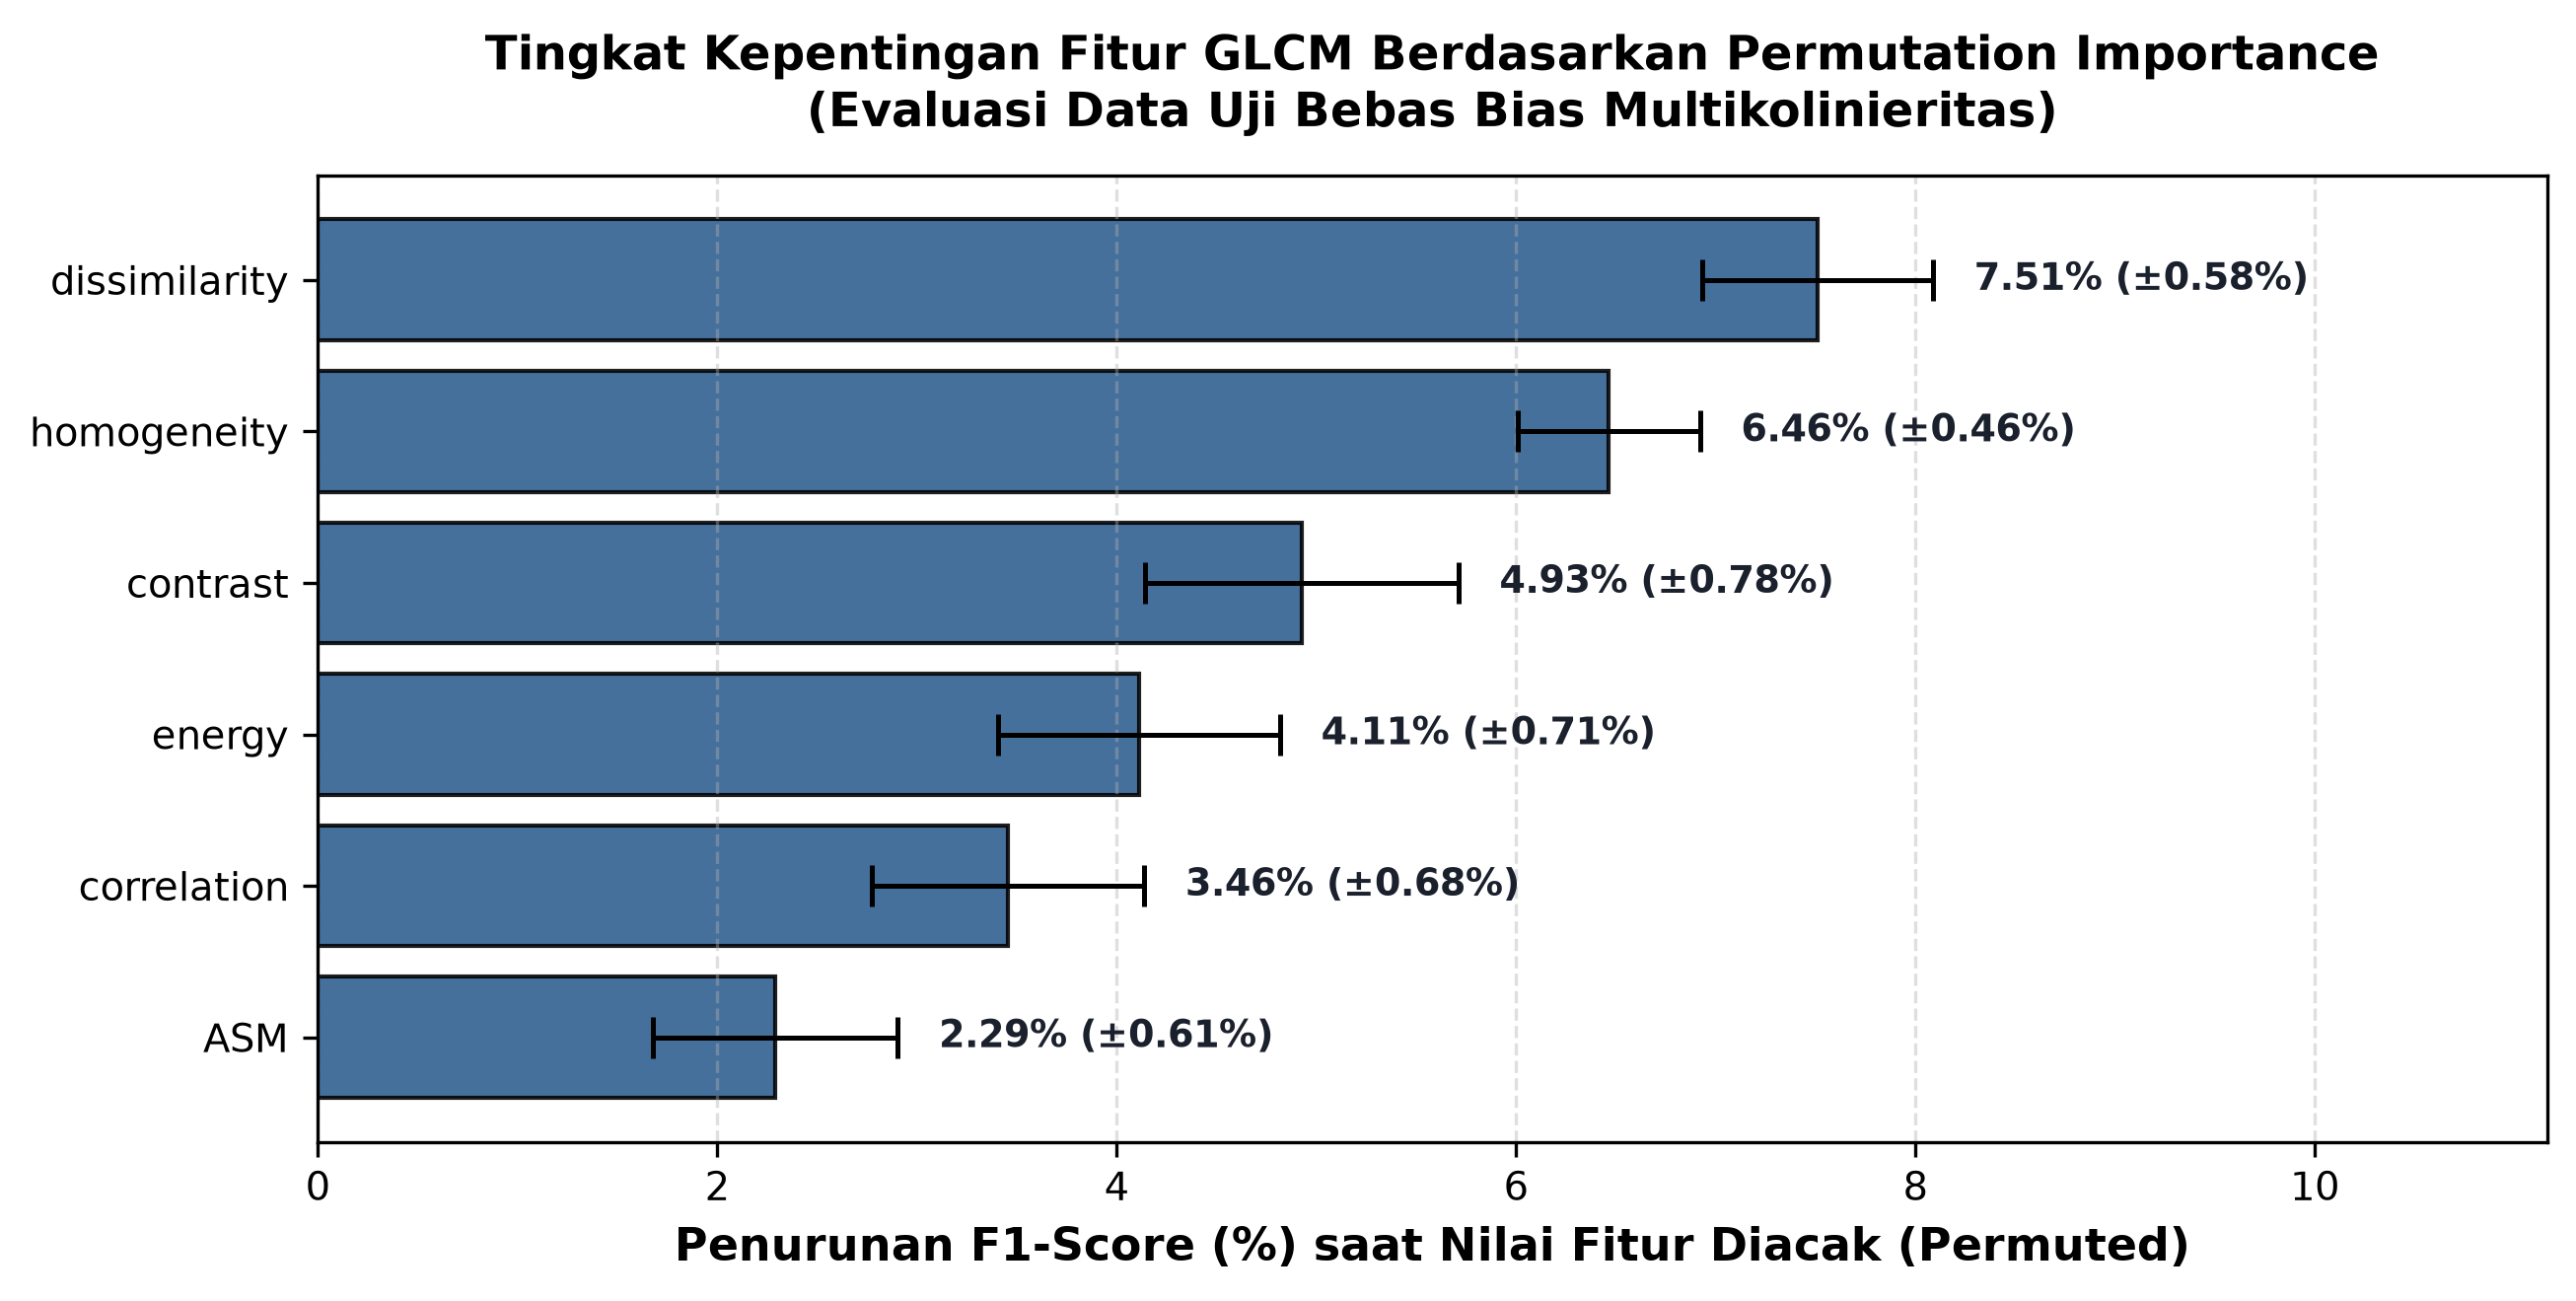 Tingkat Kepentingan Fitur GLCM Berdasarkan Permutation Importance
(Evaluasi Data Uji Bebas Bias Multikolinieritas)
dissimilarity
7.51% (±0.58%)
homogeneity
6.46% (±0.46%)
contrast
4.93% (±0.78%)
energy
4.11% (±0.71%)
correlation
3.46% (±0.68%)
ASM
2.29% (±0.61%)
0 2 4 6 8 10
Penurunan F1-Score (%) saat Nilai Fitur Diacak (Permuted)